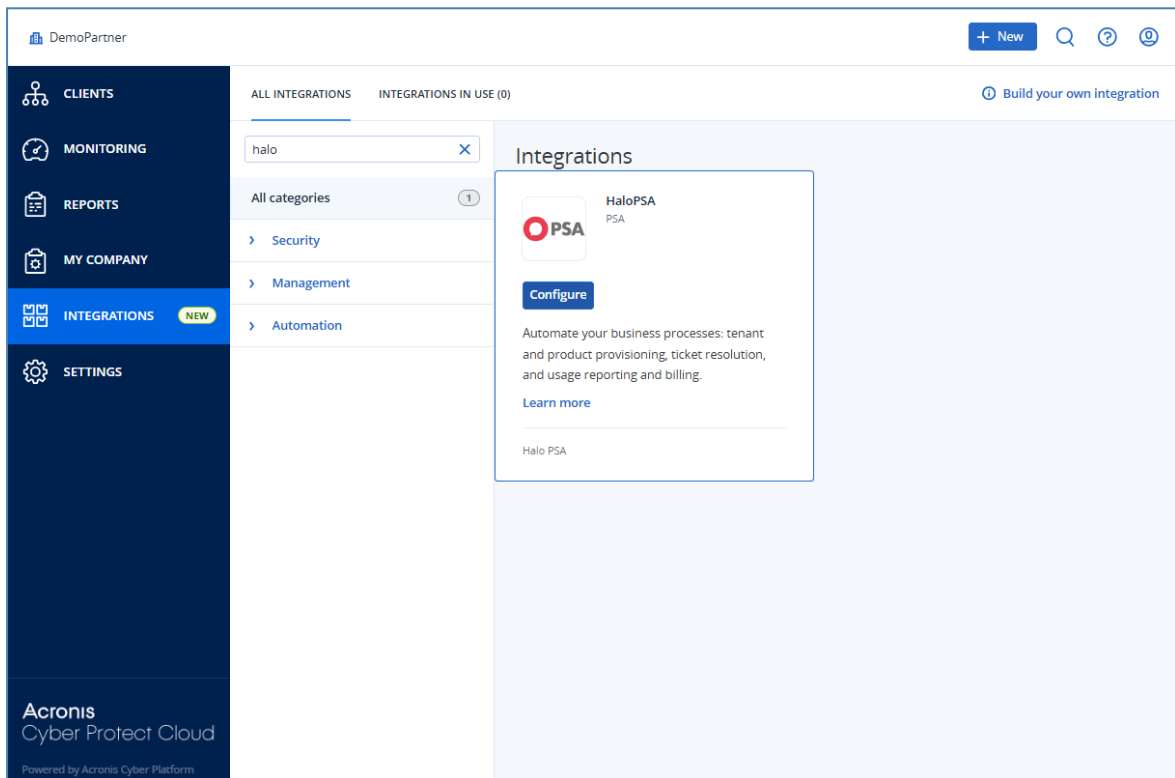 DemoPartner
+ New
CLIENTS
MONITORING
REPORTS
MY COMPANY
INTEGRATIONS NEW
SETTINGS
Acronis
Cyber Protect Cloud
Powered by Acronis Cyber Platform
ALL INTEGRATIONS INTEGRATIONS IN USE (0)
Build your own integration
halo
All categories 1
Security
Management
Automation
Integrations
PSA
HaloPSA
PSA
Configure
Automate your business processes: tenant
and product provisioning, ticket resolution,
and usage reporting and billing.
Learn more
Halo PSA